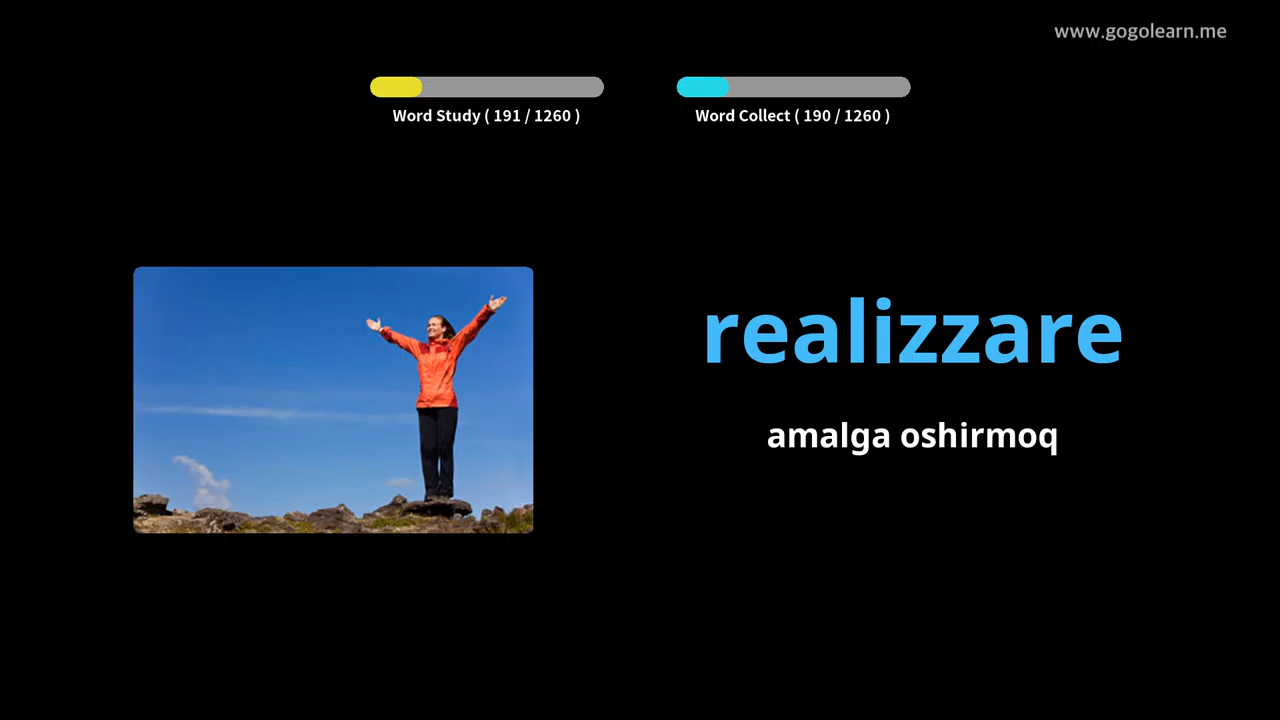 www.gogolearn.me
Word Study ( 191 / 1260 )
Word Collect ( 190 / 1260 )
realizzare
amalga oshirmoq